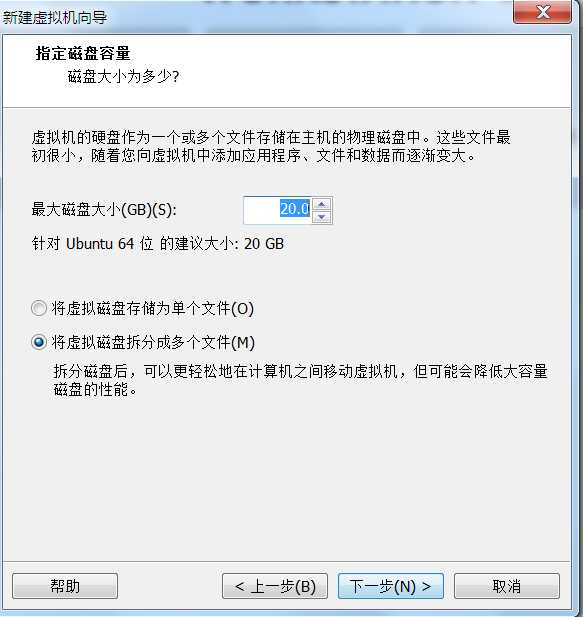 新建虚拟机向导
指定磁盘容量
磁盘大小为多少?
虚拟机的硬盘作为一个或多个文件存储在主机的物理磁盘中。这些文件最
初很小，随着您向虚拟机中添加应用程序、文件和数据而逐渐变大。
最大磁盘大小(GB)(S): 20.0
针对 Ubuntu 64 位 的建议大小: 20 GB
将虚拟磁盘存储为单个文件(O)
将虚拟磁盘拆分成多个文件(M)
拆分磁盘后，可以更轻松地在计算机之间移动虚拟机，但可能会降低大容量
磁盘的性能。
帮助 < 上一步(B) 下一步(N) > 取消